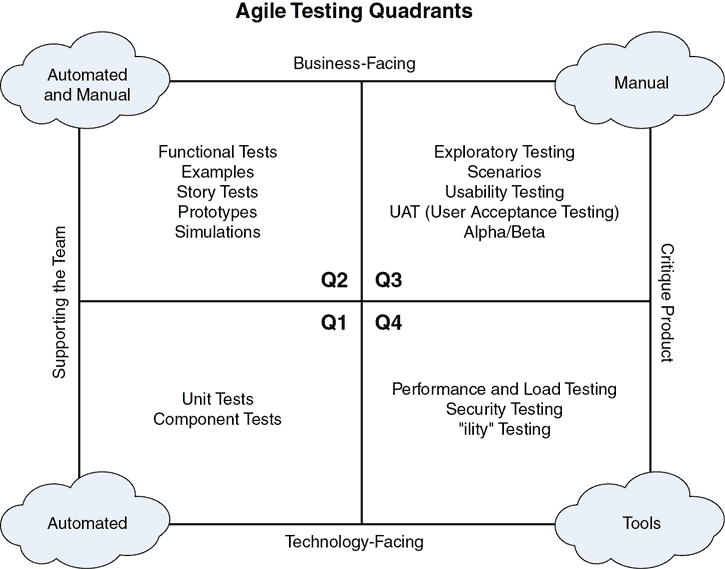 Agile Testing Quadrants
Business-Facing
Automated
and Manual
Manual
Functional Tests
Examples
Story Tests
Prototypes
Simulations
Exploratory Testing
Scenarios
Usability Testing
UAT (User Acceptance Testing)
Alpha/Beta
Supporting the Team
Critique Product
Q2
Q3
Q1
Q4
Unit Tests
Component Tests
Performance and Load Testing
Security Testing
"ility" Testing
Automated
Tools
Technology-Facing